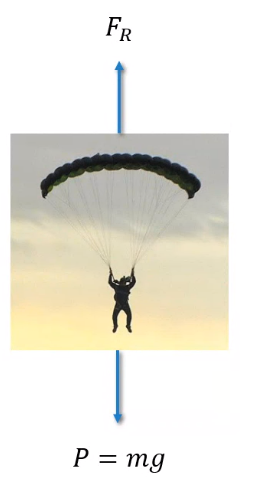 F_R
P = mg